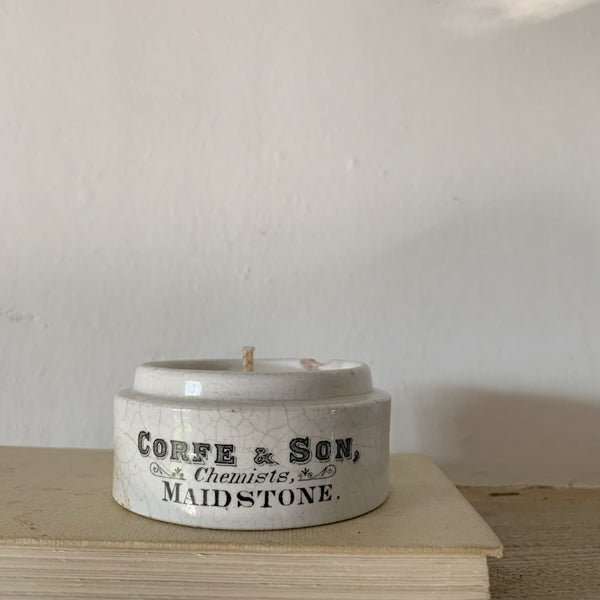 CORFE & SON,
Chemists,
MAIDSTONE.